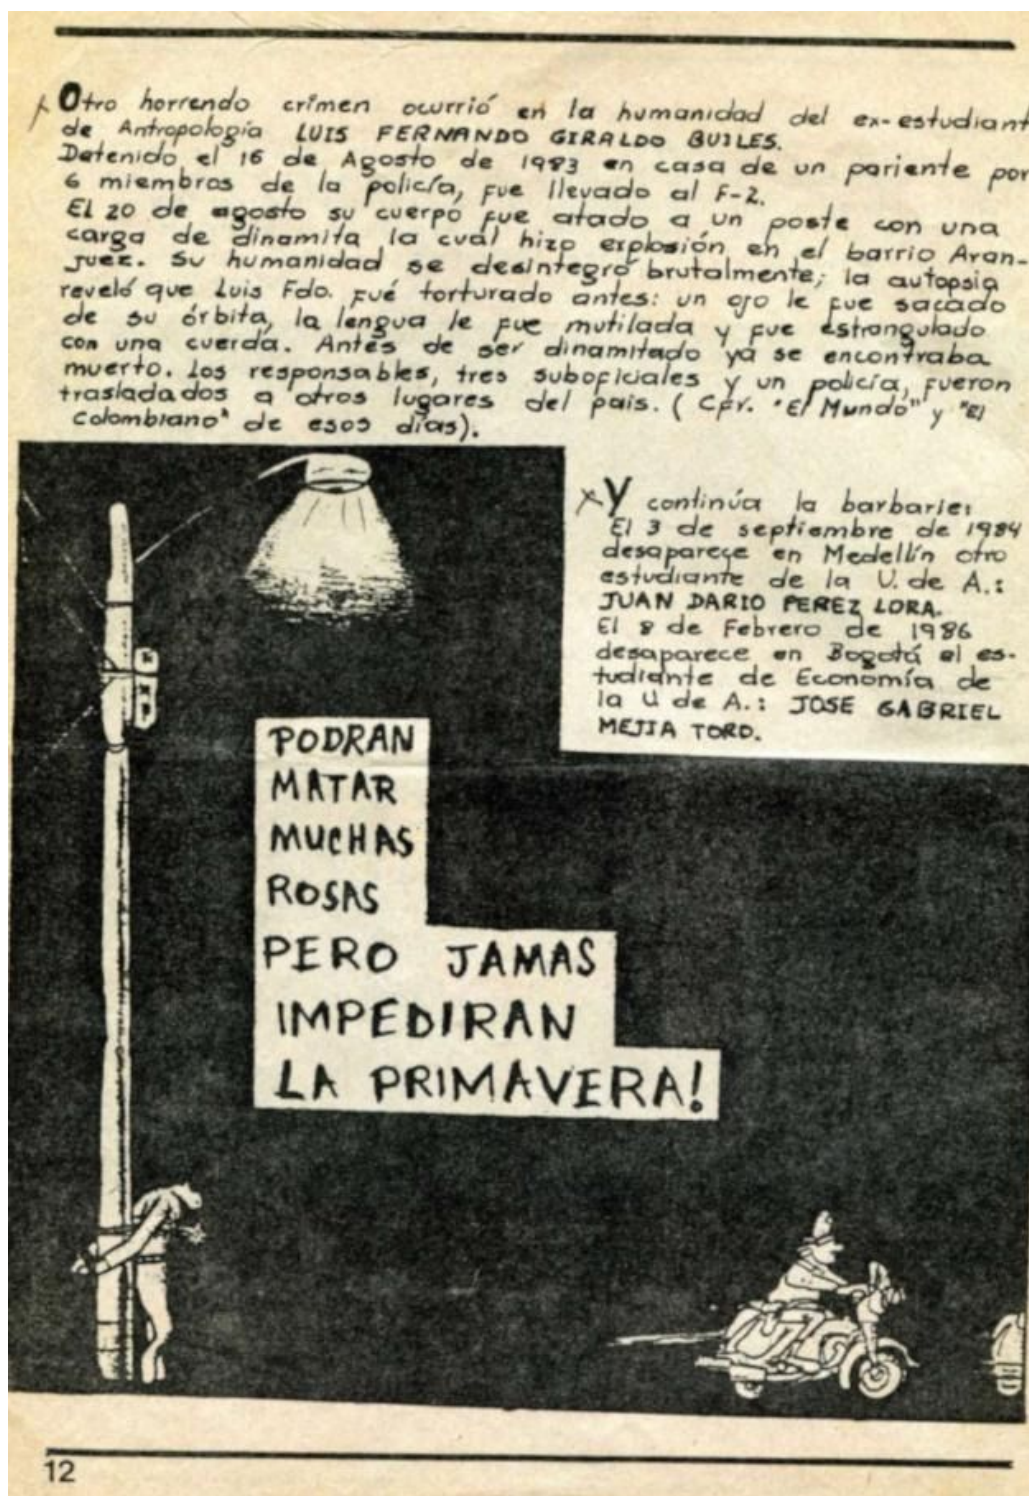 Otro horrendo crímen ocurrió en la humanidad del ex-estudiant
de Antropología LUIS FERNANDO GIRALDO BUILES.
Detenido el 16 de Agosto de 1983 en casa de un pariente por
6 miembros de la policía, fue llevado al F-2.
El 20 de agosto su cuerpo fue atado a un poste con una
carga de dinamita la cuál hizo explosión en el barrio Aran-
juez. Su humanidad se desintegró brutalmente; la autopsia
reveló que Luis Fdo. fué torturado antes: un ojo le fue sacado
de su órbita, la lengua le fue mutilada y fue estrangulado
con una cuerda. Antes de ser dinamitado ya se encontraba
muerto. Los responsables, tres suboficiales y un policía, fueron
trasladados a otros lugares del país. (Cfr. "El Mundo" y "El
Colombiano" de esos días).
Y continúa la barbarie:
El 3 de septiembre de 1984
desaparece en Medellín otro
estudiante de la U. de A.:
JUAN DARIO PEREZ LORA.
El 8 de Febrero de 1986
desaparece en Bogotá el es-
tudiante de Economía de
la U de A.: JOSE GABRIEL
MEJIA TORO.
PODRAN
MATAR
MUCHAS
ROSAS
PERO JAMAS
IMPEDIRAN
LA PRIMAVERA!
12